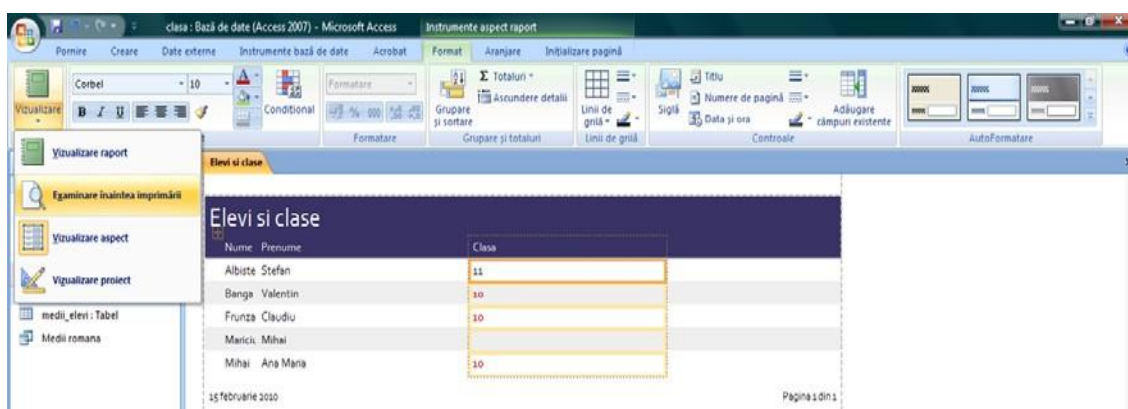 clasa : Bază de date (Access 2007) - Microsoft Access
Instrumente aspect raport
Pornire Creare Date externe Instrumente bază de date Acrobat Format Aranjare Inițializare pagină
Vizualizare
Corbel 10
B I U
Conditional
Formatare
% 000
Formatare
Grupare și sortare
Σ Totaluri
Ascundere detalii
Grupare și totaluri
Linii de grilă
Linii de grilă
Siglă
Titlu
Numere de pagină
Data și ora
Adăugare câmpuri existente
Controale
AutoFormatare
Vizualizare raport
Examinare înaintea imprimării
Vizualizare aspect
Vizualizare proiect
medii_elevi : Tabel
Medii romana
Elevi si clase
Elevi si clase
Nume Prenume Clasa
Albiste Stefan 11
Banga Valentin 10
Frunza Claudiu 10
Mihai
Mihai Ana Maria 10
15 februarie 2010 Pagina 1 din 1